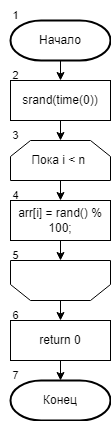 1
Начало
2
srand(time(0))
3
Пока i < n
4
arr[i] = rand() %
100;
5
6
return 0
7
Конец